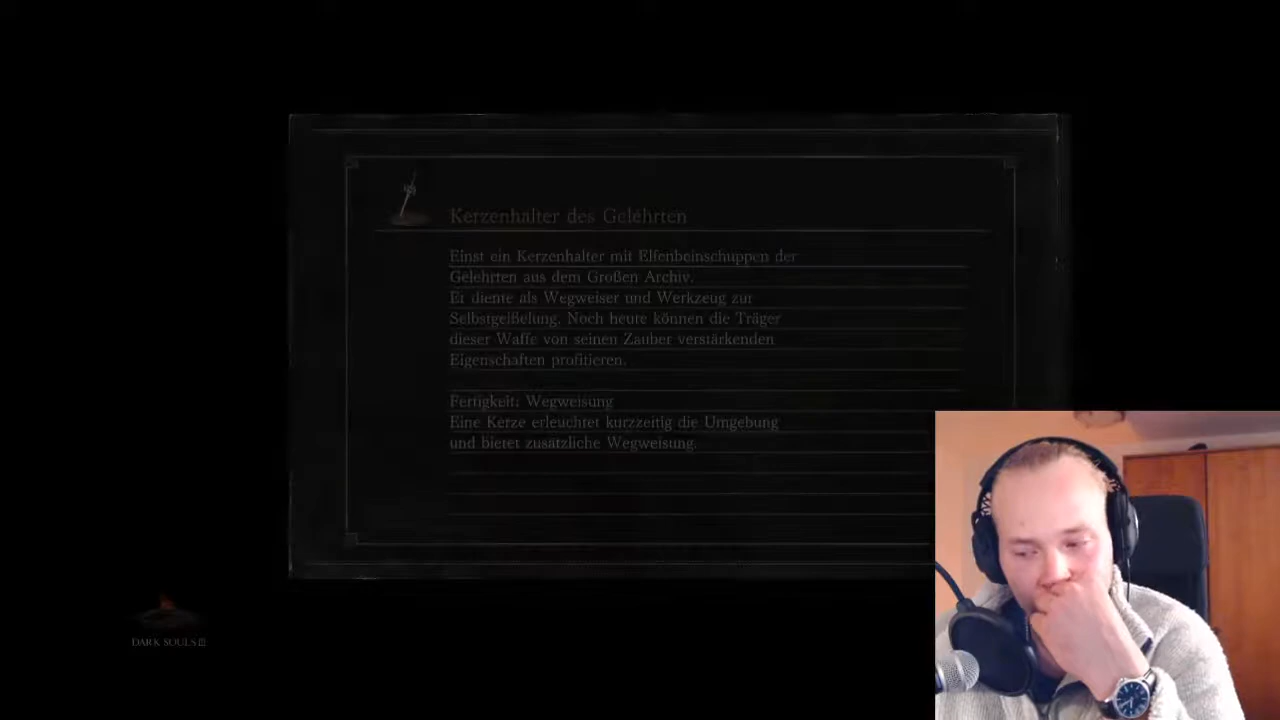 Kerzenhalter des Gelehrten
Einst ein Kerzenhalter mit Elfenbeinschuppen der
Gelehrten aus dem Großen Archiv.
Er diente als Wegweiser und Werkzeug zur
Selbstgeißelung. Noch heute können die Träger
dieser Waffe von seinen Zauber verstärkenden
Eigenschaften profitieren.
Fertigkeit: Wegweisung
Eine Kerze erleuchtet kurzzeitig die Umgebung
und bietet zusätzliche Wegweisung.
DARK SOULS III